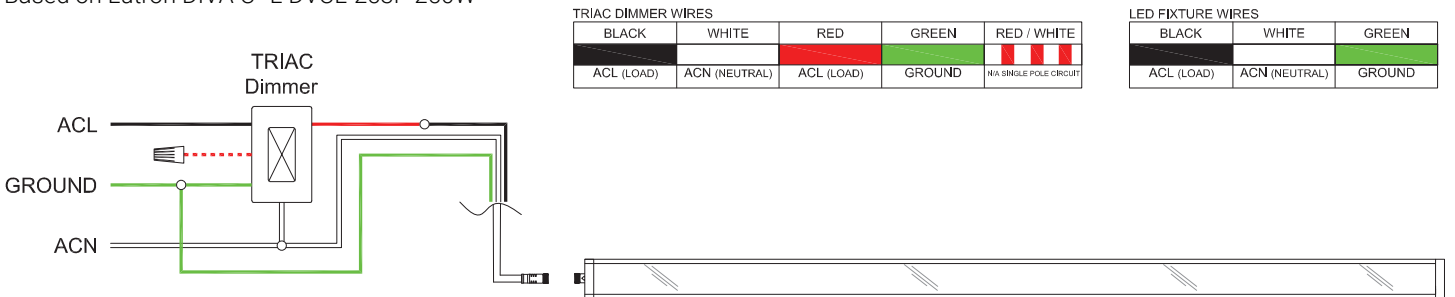 TRIAC DIMMER WIRES
BLACK WHITE RED GREEN RED / WHITE
ACL (LOAD) ACN (NEUTRAL) ACL (LOAD) GROUND N/A SINGLE POLE CIRCUIT
LED FIXTURE WIRES
BLACK WHITE GREEN
ACL (LOAD) ACN (NEUTRAL) GROUND
TRIAC
Dimmer
ACL
GROUND
ACN